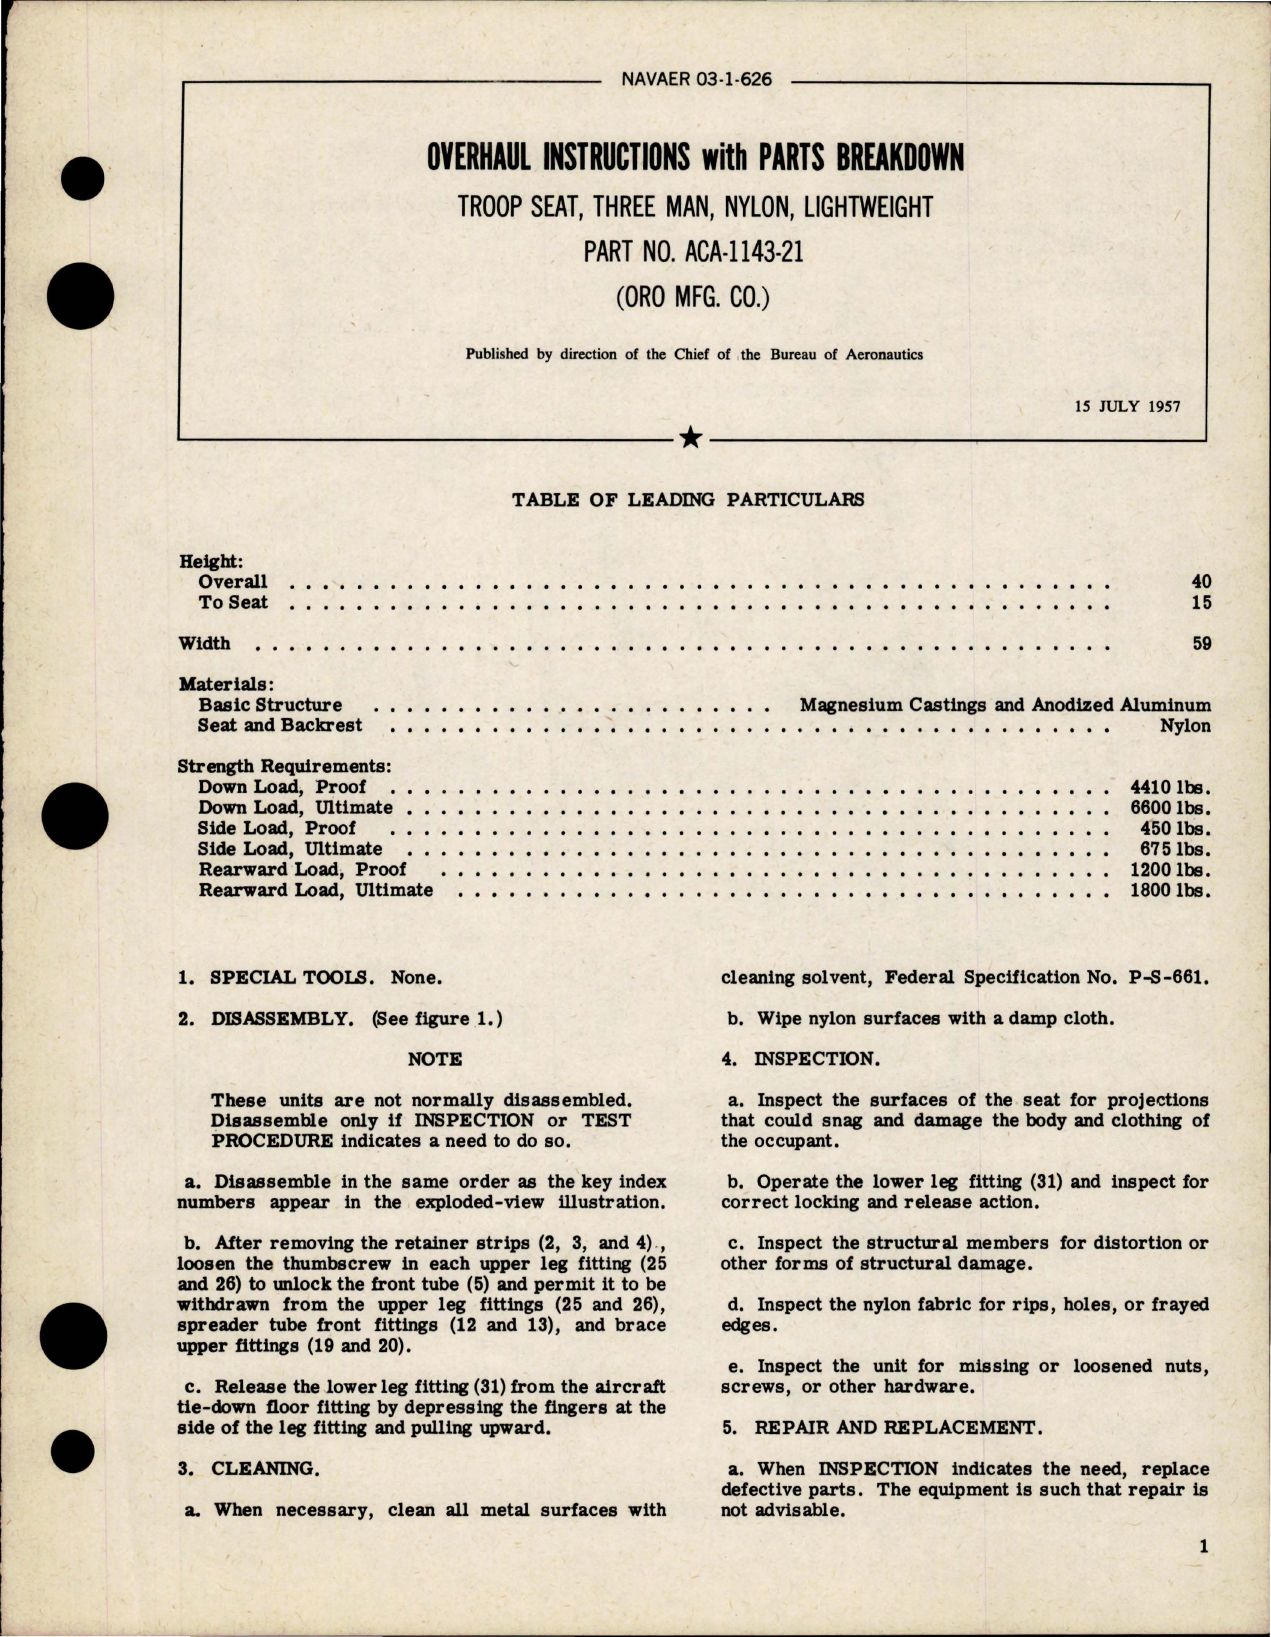 NAVAER 03-1-626
OVERHAUL INSTRUCTIONS with PARTS BREAKDOWN
TROOP SEAT, THREE MAN, NYLON, LIGHTWEIGHT
PART NO. ACA-1143-21
(ORO MFG. CO.)
Published by direction of the Chief of the Bureau of Aeronautics
15 JULY 1957
TABLE OF LEADING PARTICULARS
Height:
Overall . . . . . . . . . . . . . . . . . . . . . . . . . . . . . . . . . . . . . . . . . . . . . . . . . 40
To Seat . . . . . . . . . . . . . . . . . . . . . . . . . . . . . . . . . . . . . . . . . . . . . . . . . 15
Width . . . . . . . . . . . . . . . . . . . . . . . . . . . . . . . . . . . . . . . . . . . . . . . . . . . 59
Materials:
Basic Structure . . . . . . . . . . . . . . . . . . . . . . . . Magnesium Castings and Anodized Aluminum
Seat and Backrest . . . . . . . . . . . . . . . . . . . . . . . . . . . . . . . . . . . . . . . . . . . Nylon
Strength Requirements:
Down Load, Proof . . . . . . . . . . . . . . . . . . . . . . . . . . . . . . . . . . . . . . . . . . . 4410 lbs.
Down Load, Ultimate . . . . . . . . . . . . . . . . . . . . . . . . . . . . . . . . . . . . . . . . . . 6600 lbs.
Side Load, Proof . . . . . . . . . . . . . . . . . . . . . . . . . . . . . . . . . . . . . . . . . . . 450 lbs.
Side Load, Ultimate . . . . . . . . . . . . . . . . . . . . . . . . . . . . . . . . . . . . . . . . . . 675 lbs.
Rearward Load, Proof . . . . . . . . . . . . . . . . . . . . . . . . . . . . . . . . . . . . . . . . 1200 lbs.
Rearward Load, Ultimate . . . . . . . . . . . . . . . . . . . . . . . . . . . . . . . . . . . . . . . 1800 lbs.
1. SPECIAL TOOLS. None.
2. DISASSEMBLY. (See figure 1.)
NOTE
These units are not normally disassembled.
Disassemble only if INSPECTION or TEST
PROCEDURE indicates a need to do so.
a. Disassemble in the same order as the key index
numbers appear in the exploded-view illustration.
b. After removing the retainer strips (2, 3, and 4),
loosen the thumbscrew in each upper leg fitting (25
and 26) to unlock the front tube (5) and permit it to be
withdrawn from the upper leg fittings (25 and 26),
spreader tube front fittings (12 and 13), and brace
upper fittings (19 and 20).
c. Release the lower leg fitting (31) from the aircraft
tie-down floor fitting by depressing the fingers at the
side of the leg fitting and pulling upward.
3. CLEANING.
a. When necessary, clean all metal surfaces with
cleaning solvent, Federal Specification No. P-S-661.
b. Wipe nylon surfaces with a damp cloth.
4. INSPECTION.
a. Inspect the surfaces of the seat for projections
that could snag and damage the body and clothing of
the occupant.
b. Operate the lower leg fitting (31) and inspect for
correct locking and release action.
c. Inspect the structural members for distortion or
other forms of structural damage.
d. Inspect the nylon fabric for rips, holes, or frayed
edges.
e. Inspect the unit for missing or loosened nuts,
screws, or other hardware.
5. REPAIR AND REPLACEMENT.
a. When INSPECTION indicates the need, replace
defective parts. The equipment is such that repair is
not advisable.
1